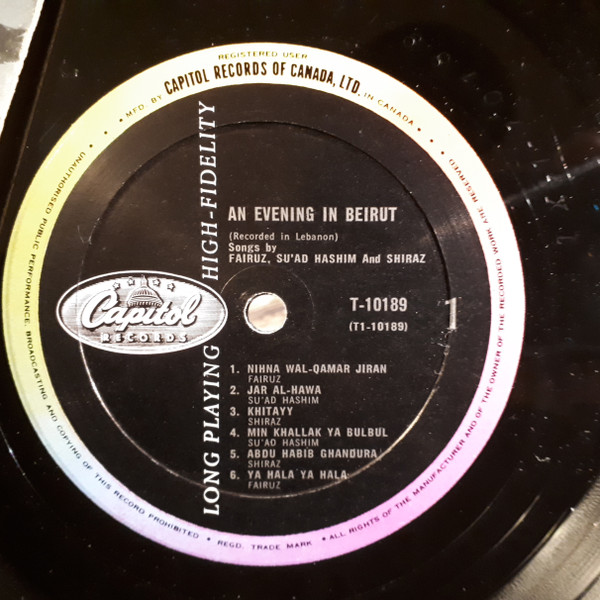 REGISTERED USER
MFD. BY CAPITOL RECORDS OF CANADA, LTD. IN CANADA
UNAUTHORISED PUBLIC PERFORMANCE, BROADCASTING AND COPYING OF THIS RECORD PROHIBITED • REGD. TRADE MARK • ALL RIGHTS OF THE MANUFACTURER AND OF THE OWNER OF THE RECORDED WORK ARE RESERVED
LONG PLAYING HIGH-FIDELITY
Capitol
RECORDS
AN EVENING IN BEIRUT
(Recorded in Lebanon)
Songs by
FAIRUZ, SU'AD HASHIM And SHIRAZ
T-10189
(T1-10189)
1
1. NIHNA WAL-QAMAR JIRAN
FAIRUZ
2. JAR AL-HAWA
SU'AD HASHIM
3. KHITAYY
SHIRAZ
4. MIN KHALLAK YA BULBUL
SU'AD HASHIM
5. ABDU HABIB GHANDURA
SHIRAZ
6. YA HALA YA HALA
FAIRUZ